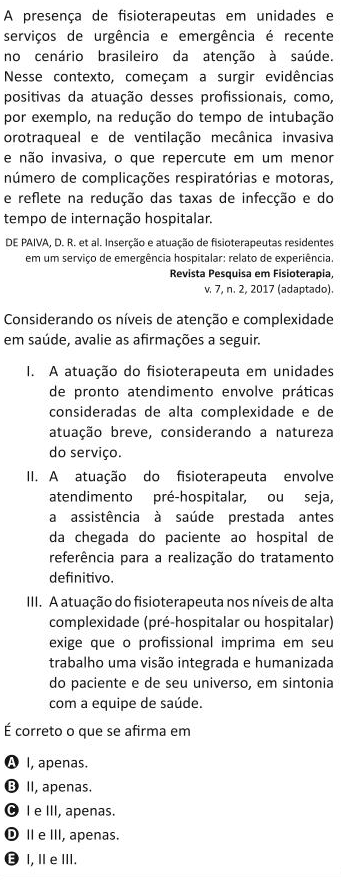 A presença de fisioterapeutas em unidades e
serviços de urgência e emergência é recente
no cenário brasileiro da atenção à saúde.
Nesse contexto, começam a surgir evidências
positivas da atuação desses profissionais, como,
por exemplo, na redução do tempo de intubação
orotraqueal e de ventilação mecânica invasiva
e não invasiva, o que repercute em um menor
número de complicações respiratórias e motoras,
e reflete na redução das taxas de infecção e do
tempo de internação hospitalar.
DE PAIVA, D. R. et al. Inserção e atuação de fisioterapeutas residentes
em um serviço de emergência hospitalar: relato de experiência.
Revista Pesquisa em Fisioterapia,
v. 7, n. 2, 2017 (adaptado).
Considerando os níveis de atenção e complexidade
em saúde, avalie as afirmações a seguir.
I. A atuação do fisioterapeuta em unidades
de pronto atendimento envolve práticas
consideradas de alta complexidade e de
atuação breve, considerando a natureza
do serviço.
II. A atuação do fisioterapeuta envolve
atendimento pré-hospitalar, ou seja,
a assistência à saúde prestada antes
da chegada do paciente ao hospital de
referência para a realização do tratamento
definitivo.
III. A atuação do fisioterapeuta nos níveis de alta
complexidade (pré-hospitalar ou hospitalar)
exige que o profissional imprima em seu
trabalho uma visão integrada e humanizada
do paciente e de seu universo, em sintonia
com a equipe de saúde.
É correto o que se afirma em
A I, apenas.
B II, apenas.
C I e III, apenas.
D II e III, apenas.
E I, II e III.